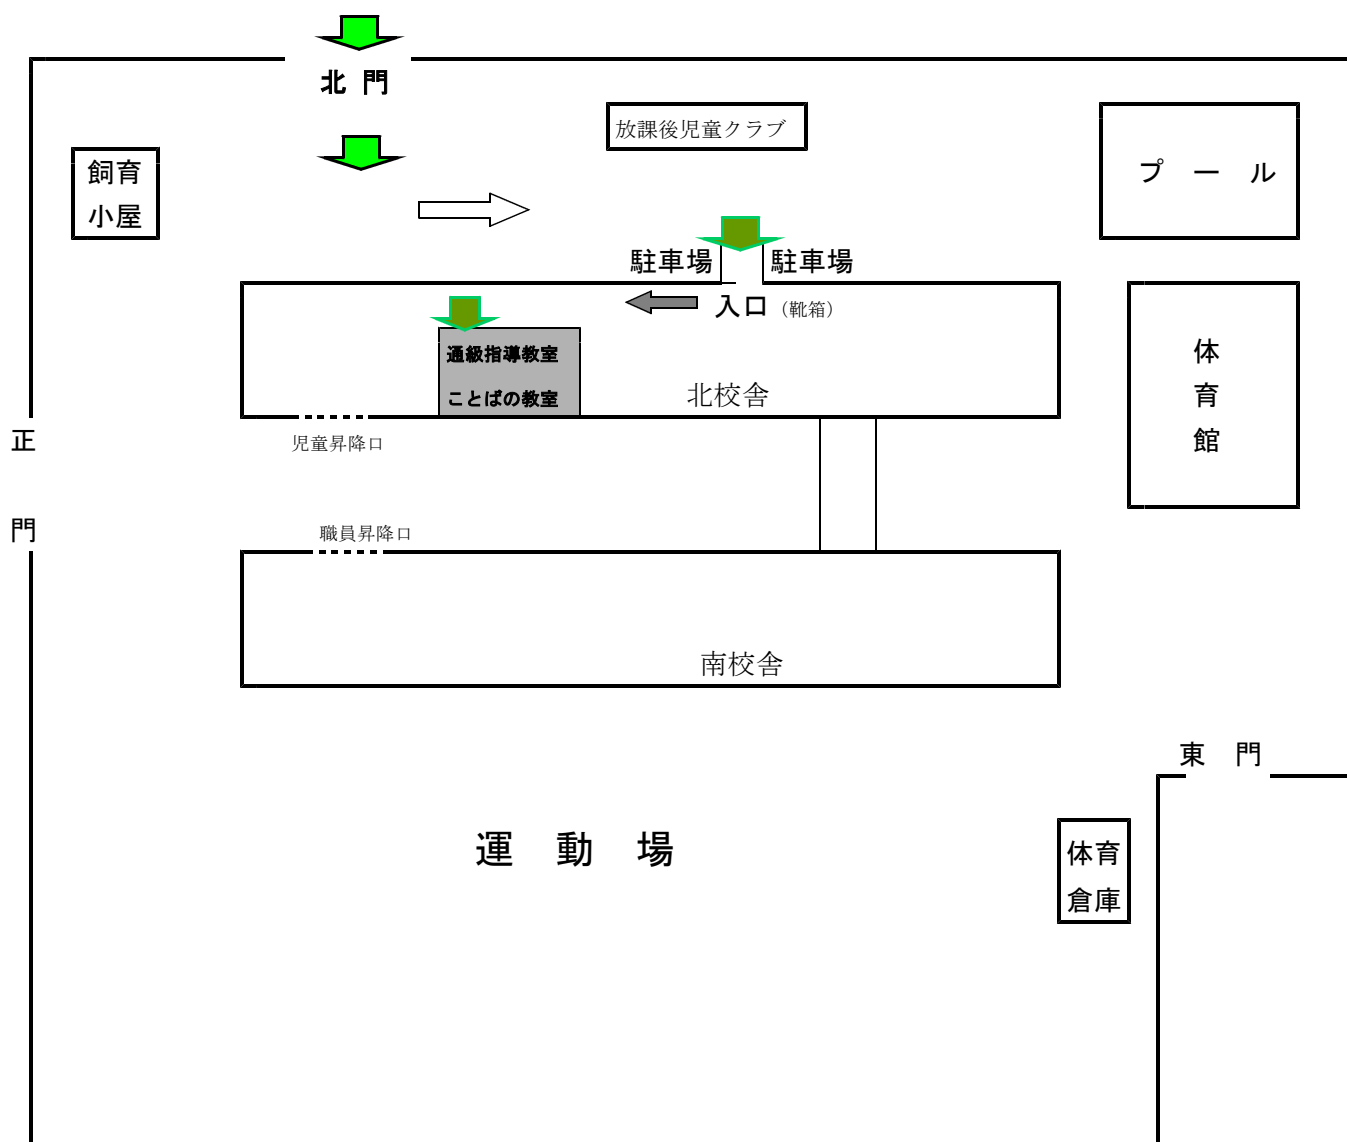 北 門
放課後児童クラブ
飼育
小屋
プ ー ル
駐車場
駐車場
入口 （靴箱）
通級指導教室
ことばの教室
北校舎
体
育
館
正
門
児童昇降口
職員昇降口
南校舎
東 門
運 動 場
体育
倉庫